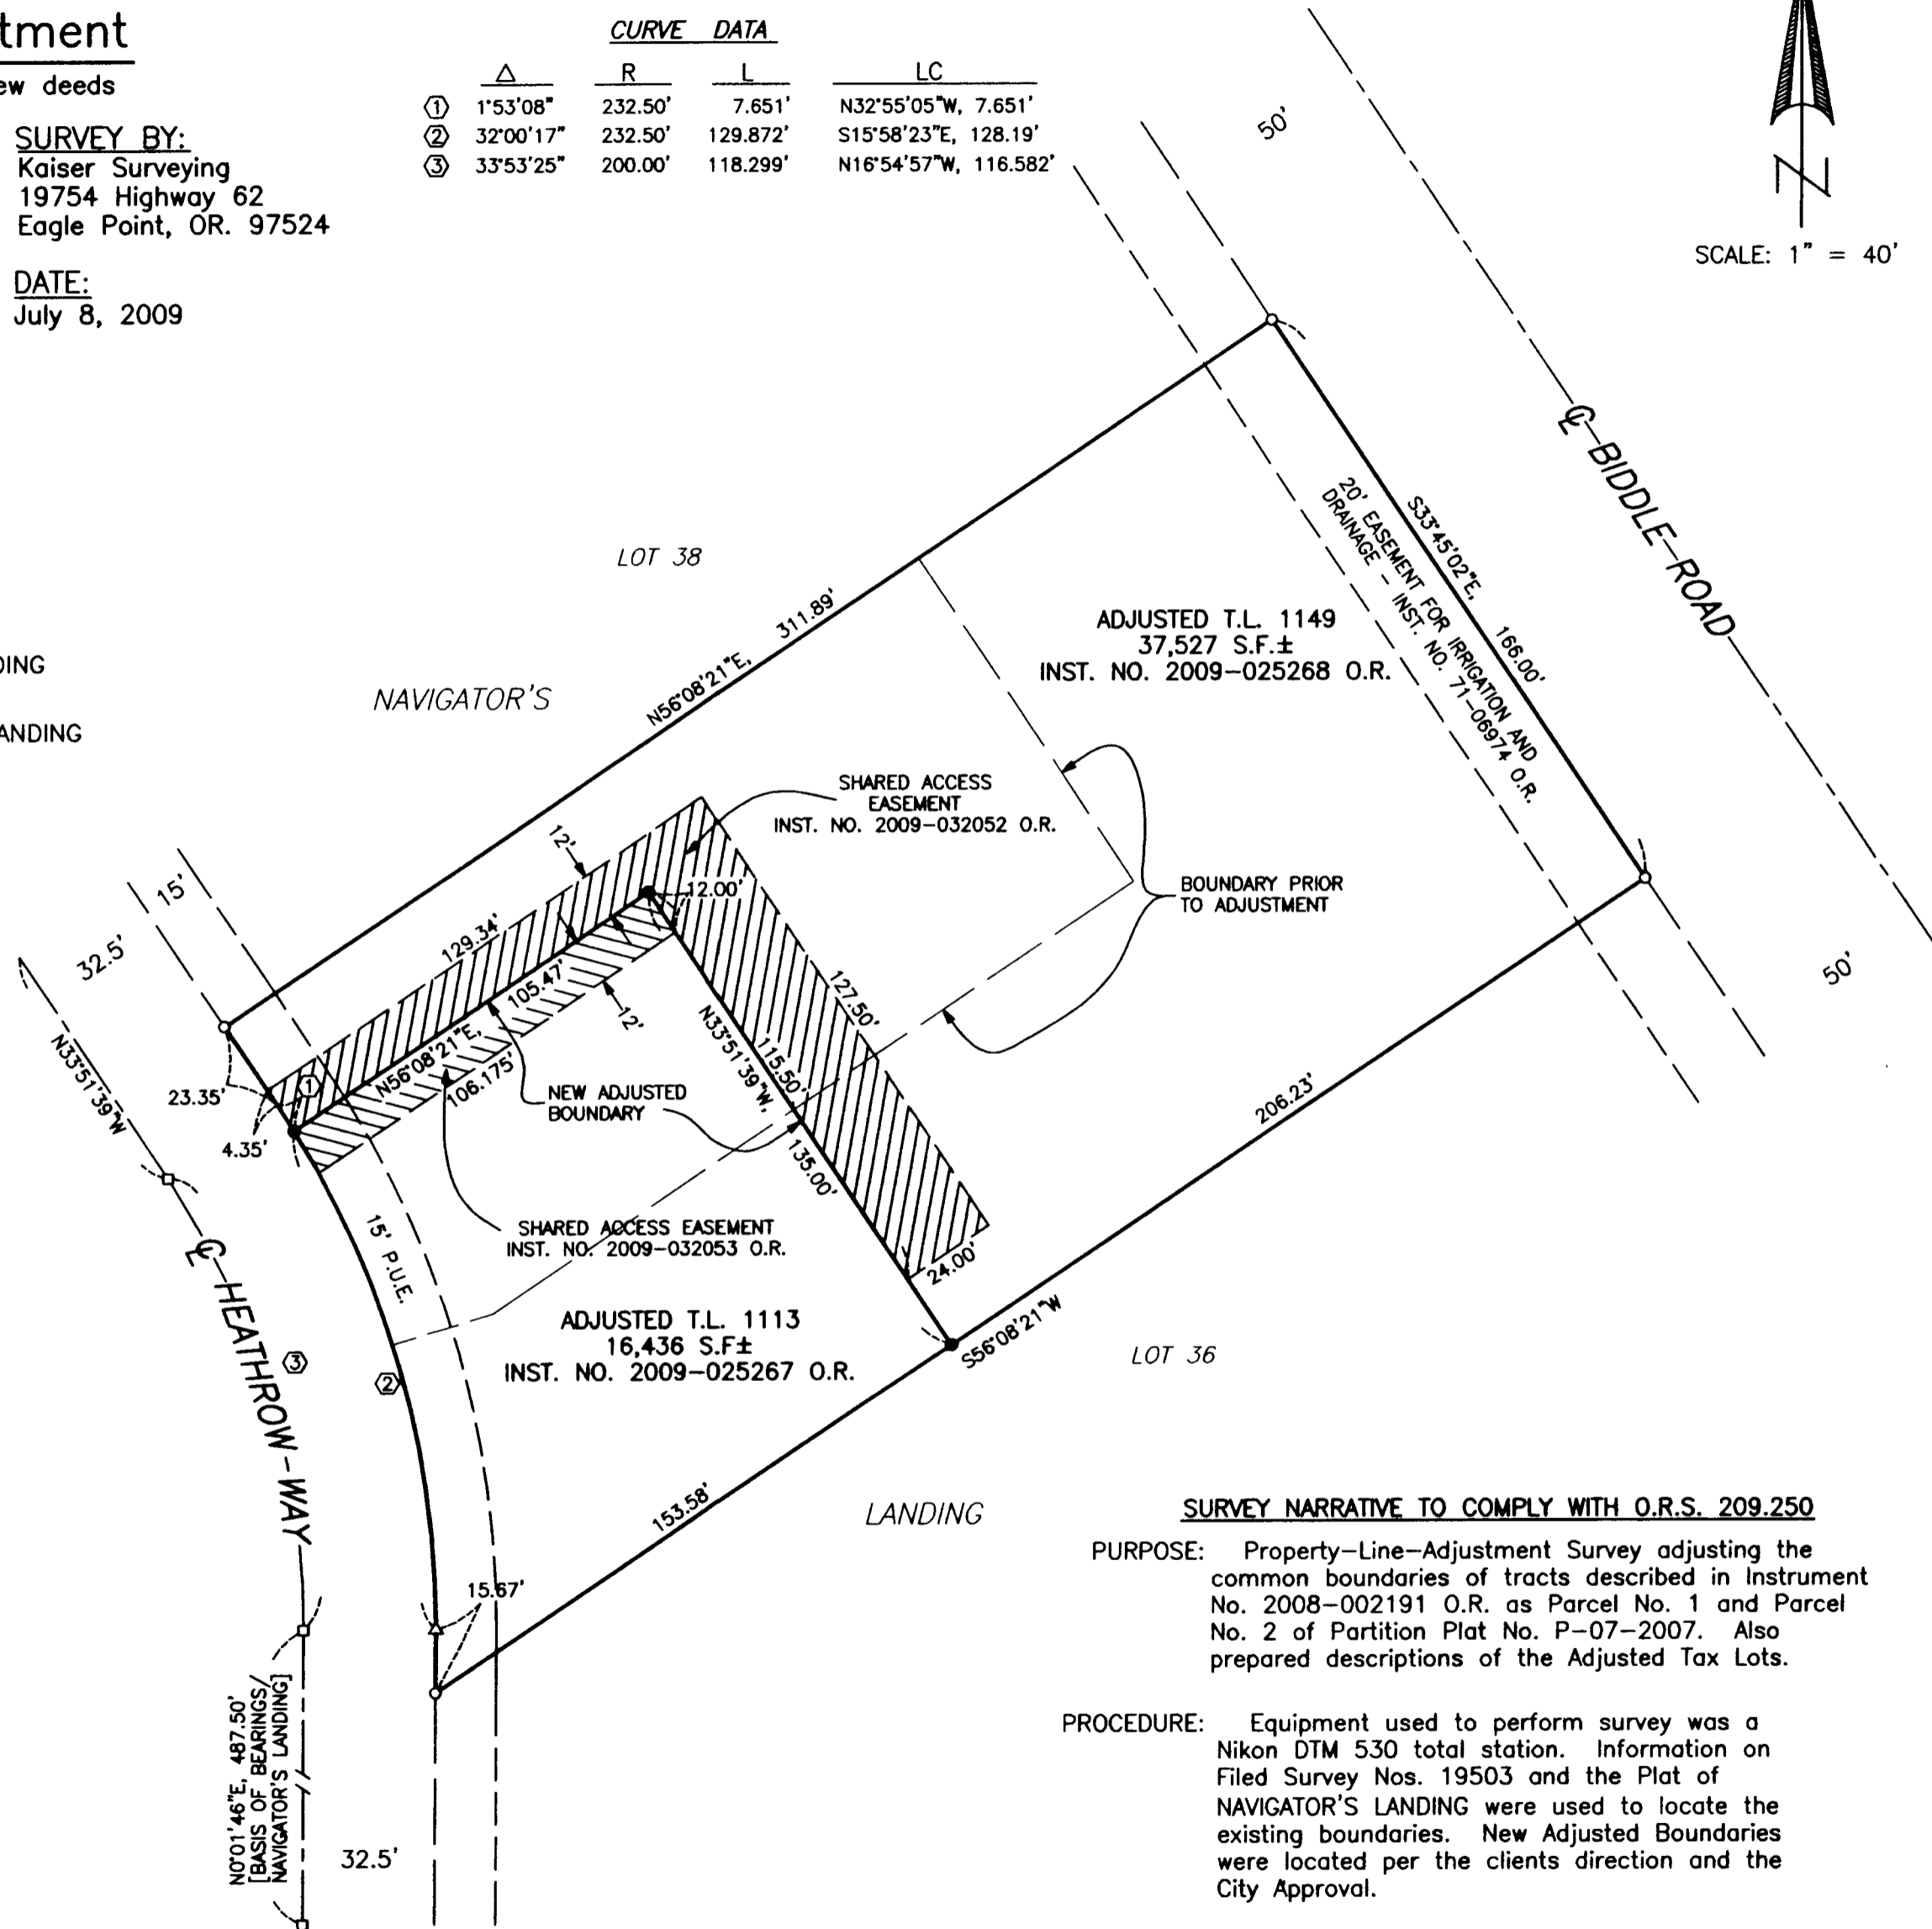 tment
ew deeds
SURVEY BY:
Kaiser Surveying
19754 Highway 62
Eagle Point, OR. 97524
DATE:
July 8, 2009
CURVE DATA
Δ R L LC
1 1°53'08" 232.50' 7.651' N32°55'05"W, 7.651'
2 32°00'17" 232.50' 129.872' S15°58'23"E, 128.19'
3 33°53'25" 200.00' 118.299' N16°54'57"W, 116.582'
N
SCALE: 1" = 40'
50'
℄ BIDDLE ROAD
S33°45'02"E, 166.00'
20' EASEMENT FOR IRRIGATION AND
DRAINAGE - INST. NO. 71-06974 O.R.
50'
LOT 38
311.89'
N56°08'21"E,
ADJUSTED T.L. 1149
37,527 S.F.±
INST. NO. 2009-025268 O.R.
DING
ANDING
NAVIGATOR'S
SHARED ACCESS
EASEMENT
INST. NO. 2009-032052 O.R.
12'
12.00'
BOUNDARY PRIOR
TO ADJUSTMENT
15'
32.5'
129.34'
105.47'
N56°08'21"E,
106.175'
12'
127.50'
115.50'
N33°51'39"W,
135.00'
N33°51'39"W
23.35'
1
4.35'
NEW ADJUSTED
BOUNDARY
206.23'
15' P.U.E.
SHARED ACCESS EASEMENT
INST. NO. 2009-032053 O.R.
24.00'
S56°08'21"W
ADJUSTED T.L. 1113
16,436 S.F±
INST. NO. 2009-025267 O.R.
LOT 36
℄ HEATHROW-WAY
3
2
153.58'
LANDING
15.67'
N0°01'46"E, 487.50'
[BASIS OF BEARINGS/
NAVIGATOR'S LANDING]
32.5'
SURVEY NARRATIVE TO COMPLY WITH O.R.S. 209.250
PURPOSE: Property-Line-Adjustment Survey adjusting the
common boundaries of tracts described in Instrument
No. 2008-002191 O.R. as Parcel No. 1 and Parcel
No. 2 of Partition Plat No. P-07-2007. Also
prepared descriptions of the Adjusted Tax Lots.
PROCEDURE: Equipment used to perform survey was a
Nikon DTM 530 total station. Information on
Filed Survey Nos. 19503 and the Plat of
NAVIGATOR'S LANDING were used to locate the
existing boundaries. New Adjusted Boundaries
were located per the clients direction and the
City Approval.